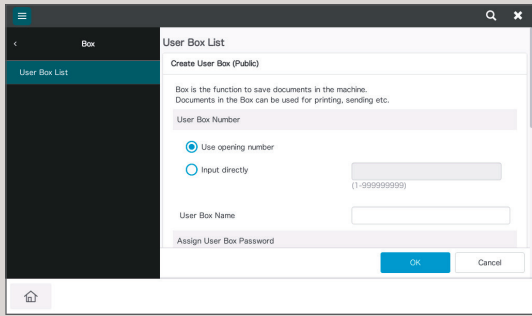 Box
User Box List
User Box List
Create User Box (Public)
Box is the function to save documents in the machine.
Documents in the Box can be used for printing, sending etc.
User Box Number
Use opening number
Input directly
(1-999999999)
User Box Name
Assign User Box Password
OK
Cancel